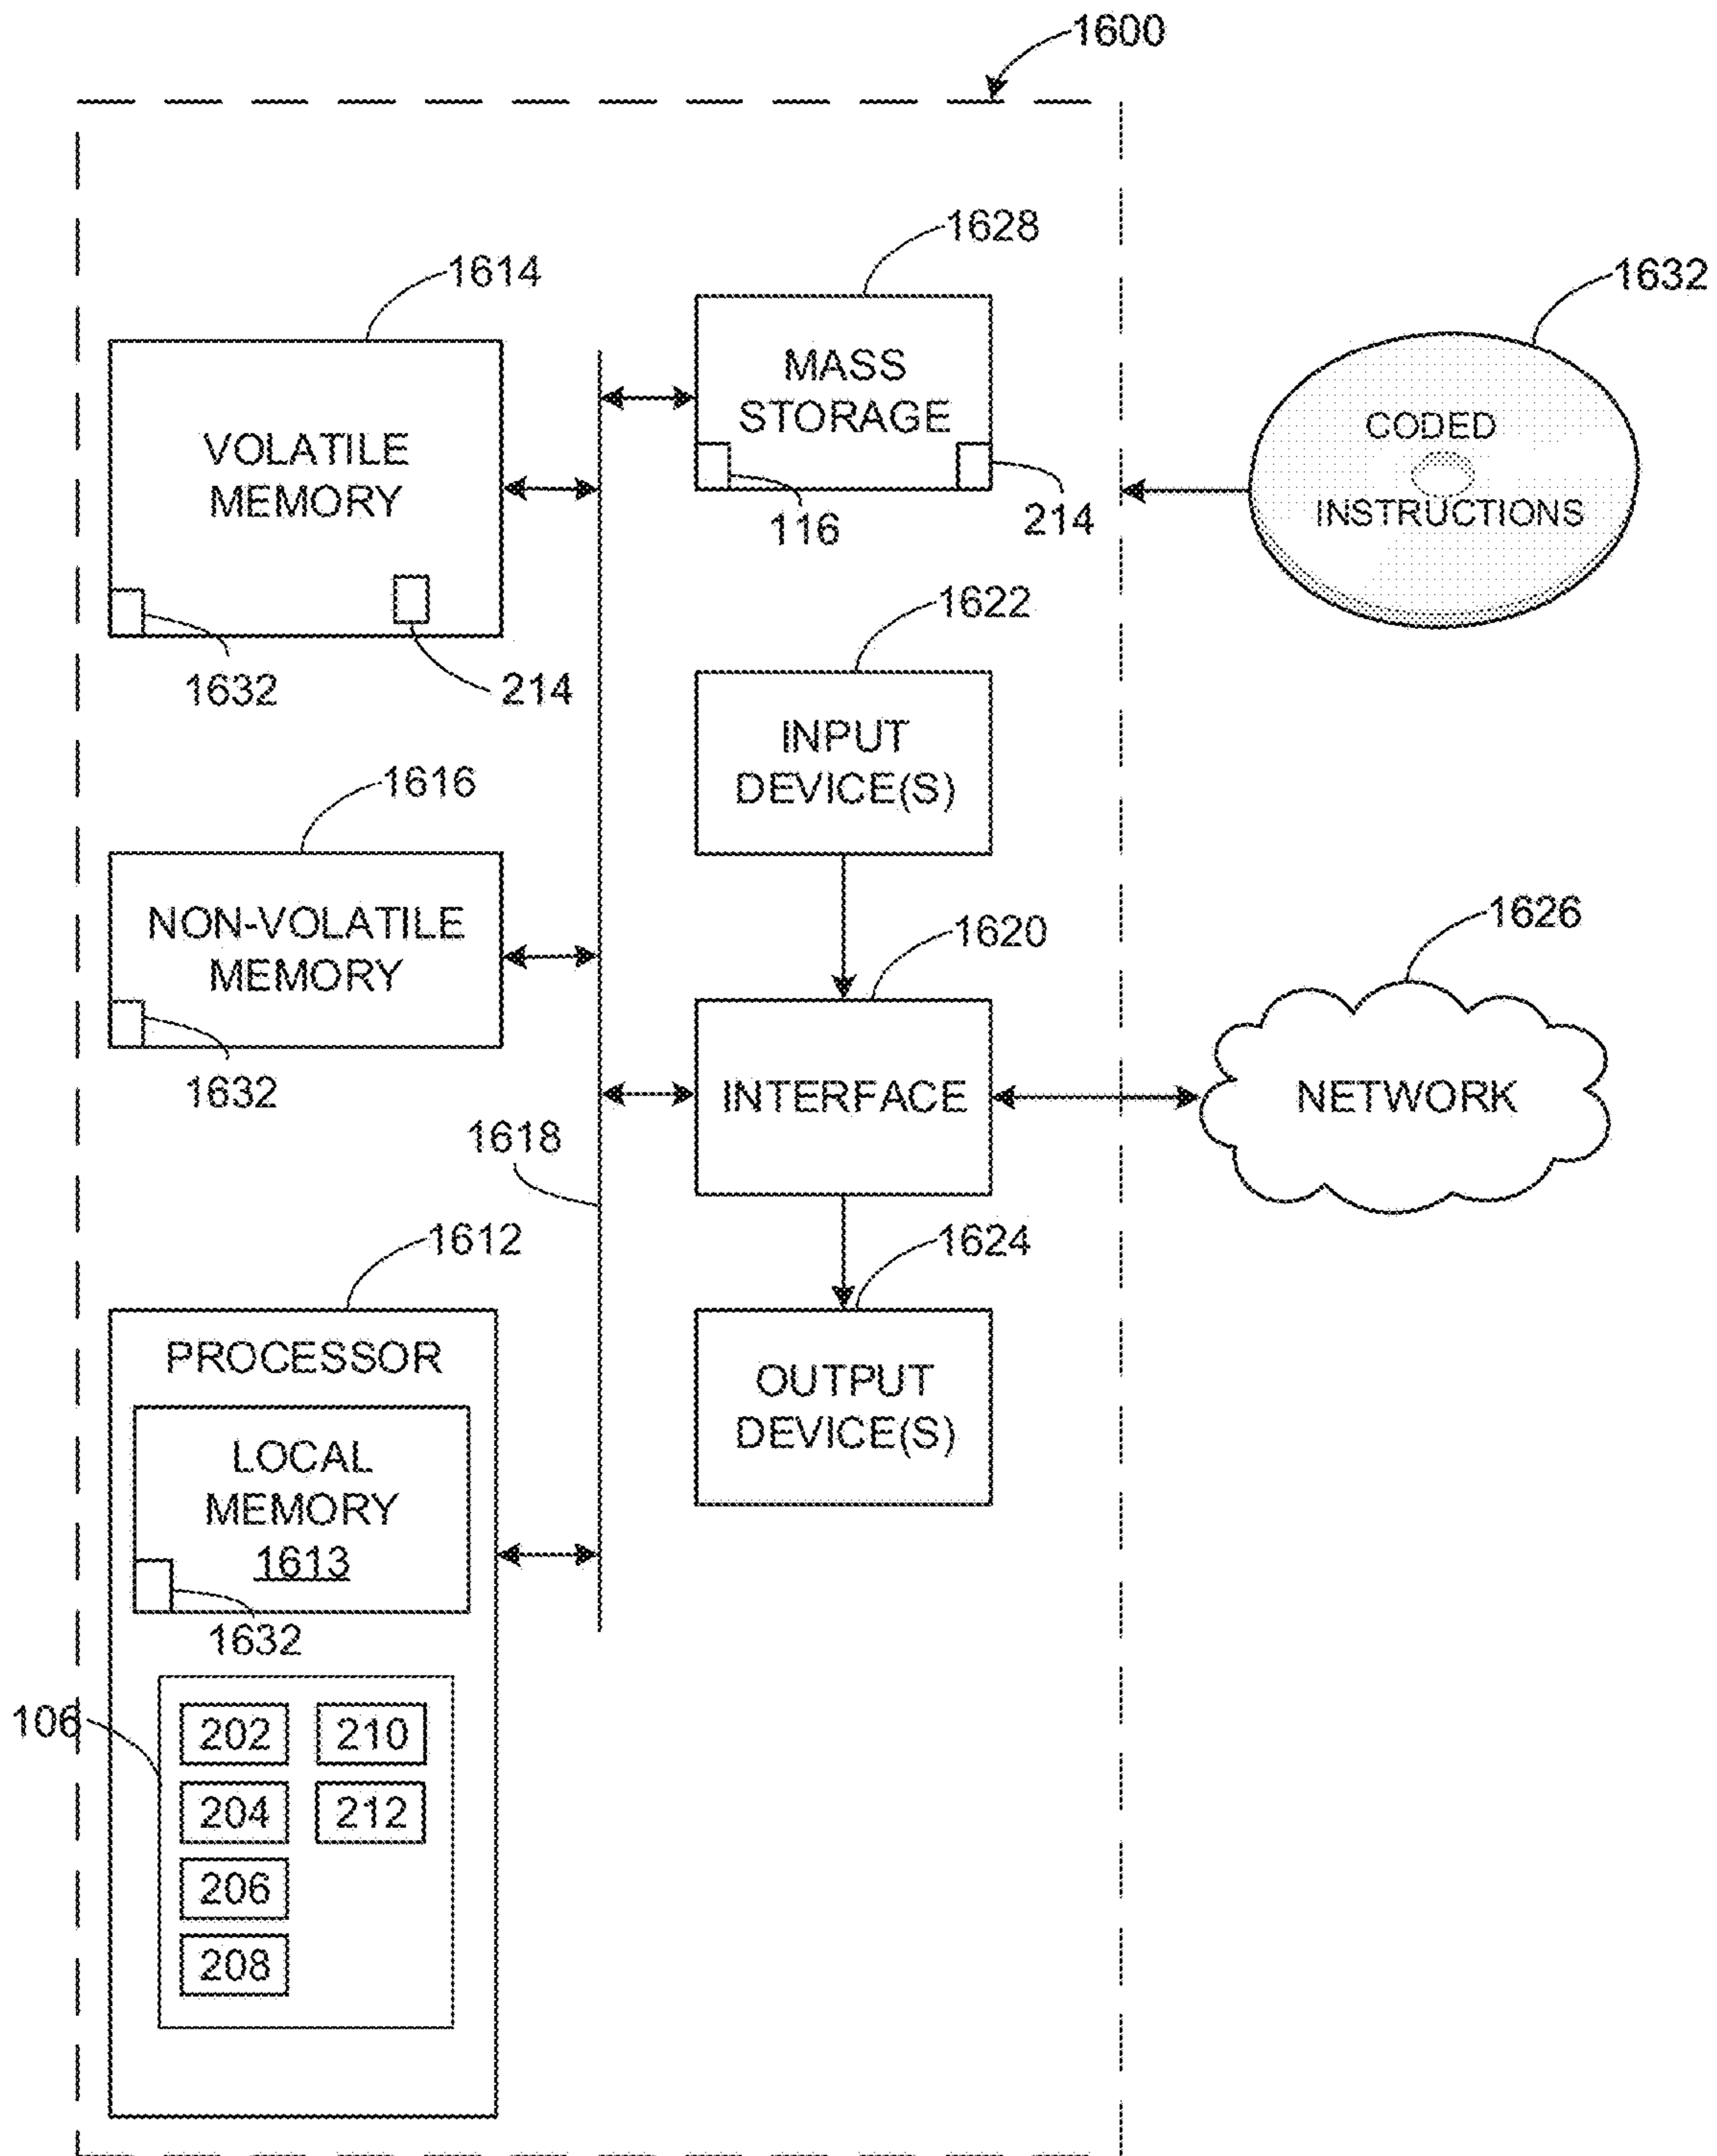 1600
1628
1614
1632
MASS
STORAGE
VOLATILE
MEMORY
CODED
INSTRUCTIONS
116
214
1632
214
1622
INPUT
DEVICE(S)
1616
NON-VOLATILE
MEMORY
1632
1620
1626
INTERFACE
NETWORK
1618
1612
1624
PROCESSOR
OUTPUT
DEVICE(S)
LOCAL
MEMORY
1613
1632
106
202
210
204
212
206
208